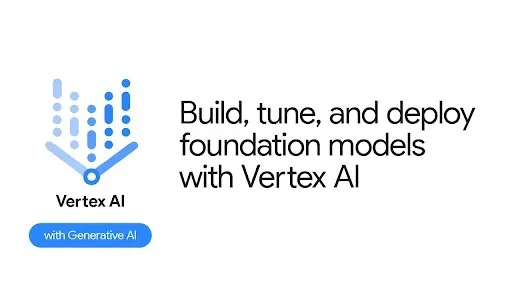 Vertex AI
with Generative AI
Build, tune, and deploy
foundation models
with Vertex AI